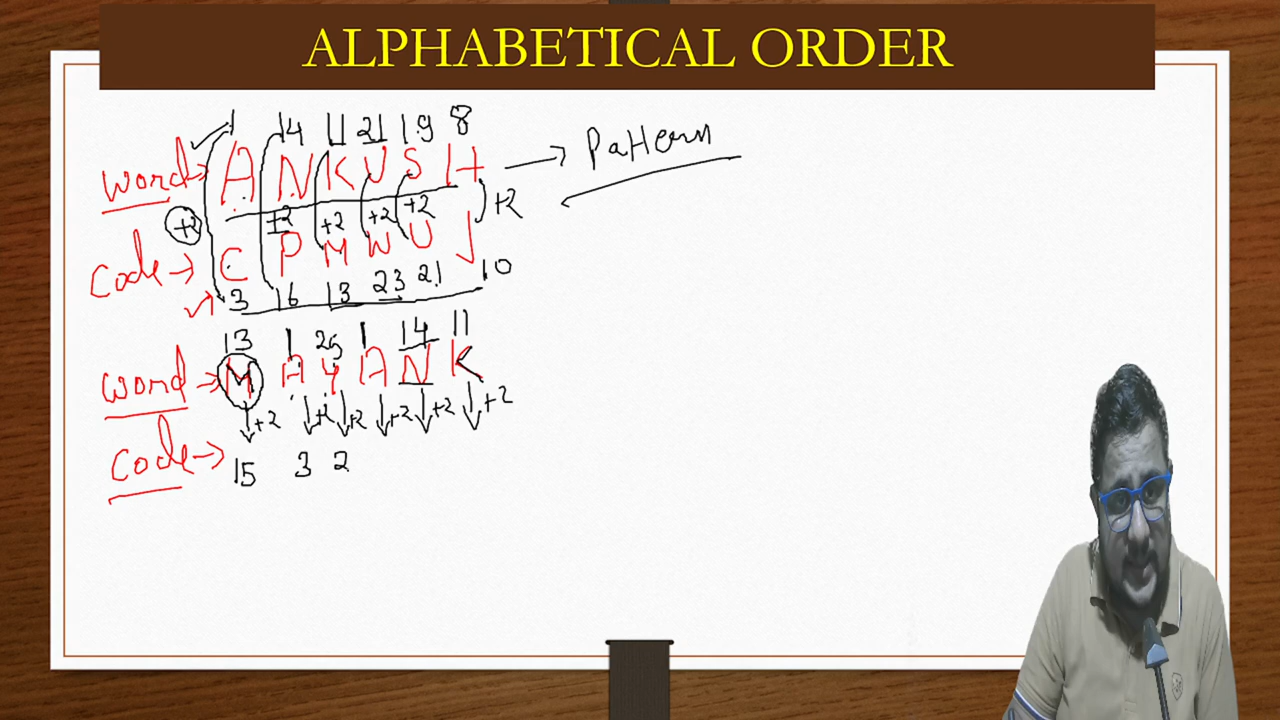 ALPHABETICAL ORDER
1 14 11 21 19 8
word → A N K U S H → Pattern
+2 +2 +2 +2 +2 +2
Code → C P M W U J
3 16 13 23 21 10
13 1 25 1 14 11
word → M A Y A N K
+2 +2 +2 +2 +2 +2
Code → 15 3 2